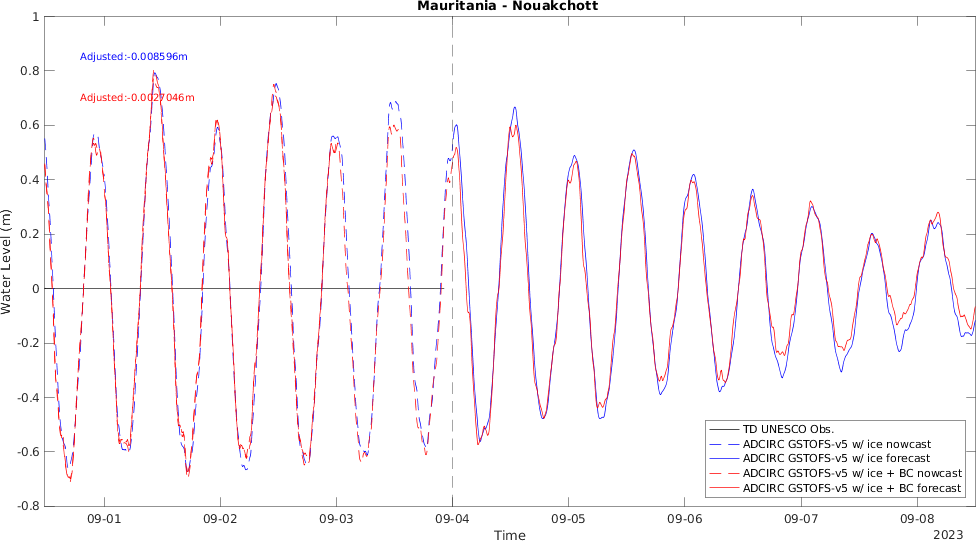 Mauritania - Nouakchott
Adjusted:-0.008596m
Adjusted:-0.0027046m
Water Level (m)
1
0.8
0.6
0.4
0.2
0
-0.2
-0.4
-0.6
-0.8
TD UNESCO Obs.
ADCIRC GSTOFS-v5 w/ ice nowcast
ADCIRC GSTOFS-v5 w/ ice forecast
ADCIRC GSTOFS-v5 w/ ice + BC nowcast
ADCIRC GSTOFS-v5 w/ ice + BC forecast
09-01 09-02 09-03 09-04 09-05 09-06 09-07 09-08
Time
2023